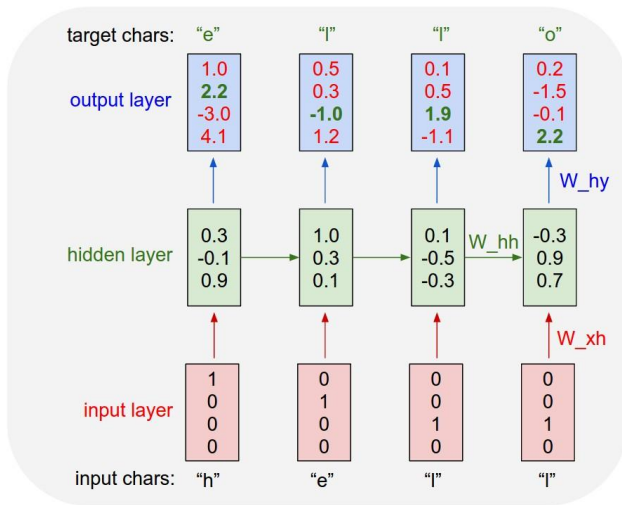 target chars: “e” “l” “l” “o”
output layer
1.0 0.5 0.1 0.2
2.2 0.3 0.5 -1.5
-3.0 -1.0 1.9 -0.1
4.1 1.2 -1.1 2.2
W_hy
hidden layer
0.3 1.0 0.1 -0.3
-0.1 0.3 -0.5 0.9
0.9 0.1 -0.3 0.7
W_hh
W_xh
input layer
1 0 0 0
0 1 0 0
0 0 1 1
0 0 0 0
input chars: “h” “e” “l” “l”